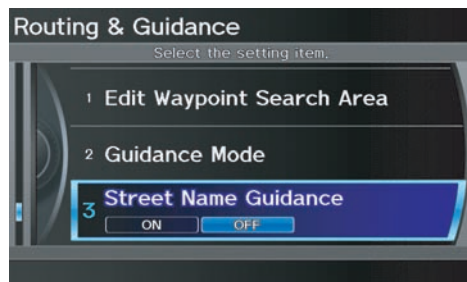 Routing & Guidance
Select the setting item.
1 Edit Waypoint Search Area
2 Guidance Mode
3 Street Name Guidance
ON OFF